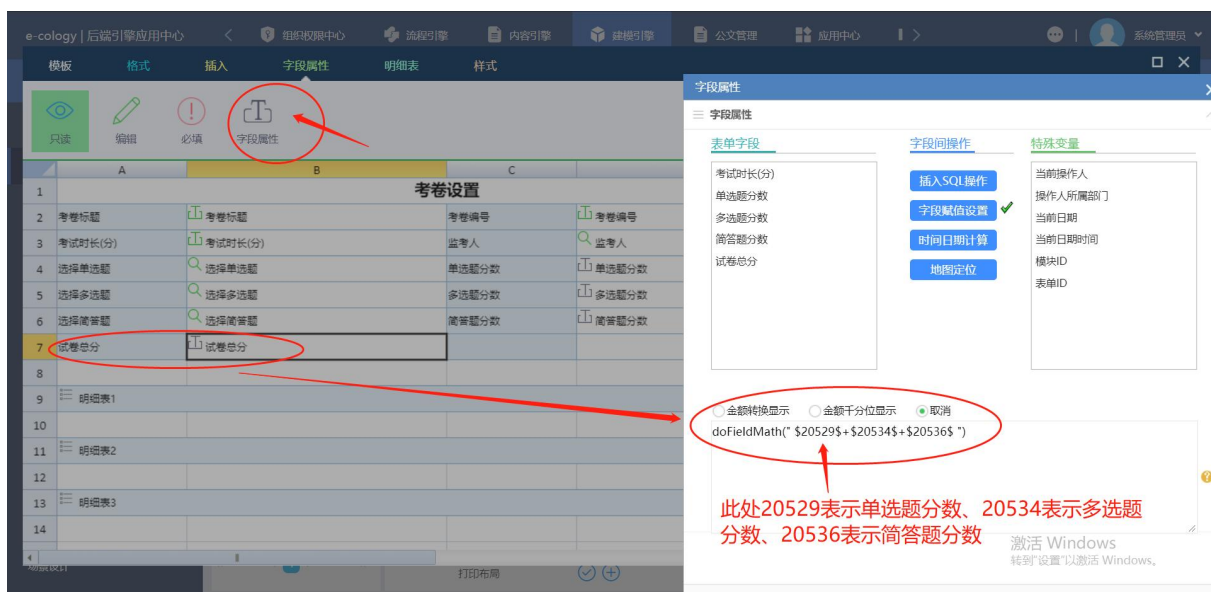 e-cology | 后端引擎应用中心 < 组织权限中心 流程引擎 内容引擎 建模引擎 公文管理 应用中心 > 系统管理员
模板 格式 插入 字段属性 明细表 样式
只读 编辑 必填 字段属性
A B C
1 考卷设置
2 考卷标题 考卷标题 考卷编号 考卷编号
3 考试时长(分) 考试时长(分) 监考人 监考人
4 选择单选题 选择单选题 单选题分数 单选题分数
5 选择多选题 选择多选题 多选题分数 多选题分数
6 选择简答题 选择简答题 简答题分数 简答题分数
7 试卷总分 试卷总分
8
9 明细表1
10
11 明细表2
12
13 明细表3
14
打印布局
字段属性
字段属性
表单字段 字段间操作 特殊变量
考试时长(分)
单选题分数
多选题分数
简答题分数
试卷总分
插入SQL操作
字段赋值设置
时间日期计算
地图定位
当前操作人
操作人所属部门
当前日期
当前日期时间
模块ID
表单ID
金额转换显示 金额千分位显示 取消
doFieldMath(" $20529$+$20534$+$20536$ ")
此处20529表示单选题分数、20534表示多选题
分数、20536表示简答题分数
激活 Windows
转到"设置"以激活 Windows。